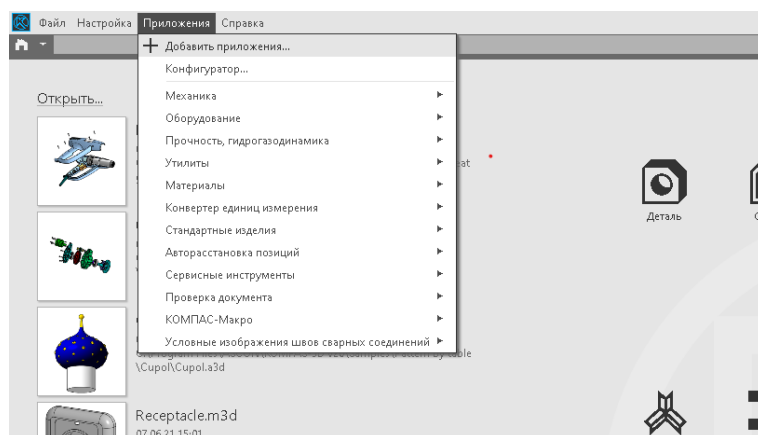 Файл Настройка Приложения Справка
Добавить приложения...
Конфигуратор...
Открыть...
Механика
Оборудование
Прочность, гидрогазодинамика
Утилиты
eat
Материалы
Конвертер единиц измерения
Деталь
Стандартные изделия
Авторасстановка позиций
Сервисные инструменты
Проверка документа
КОМПАС-Макро
Условные изображения швов сварных соединений
\Cupol\Cupol.a3d
Receptacle.m3d
07.06.21 15:01